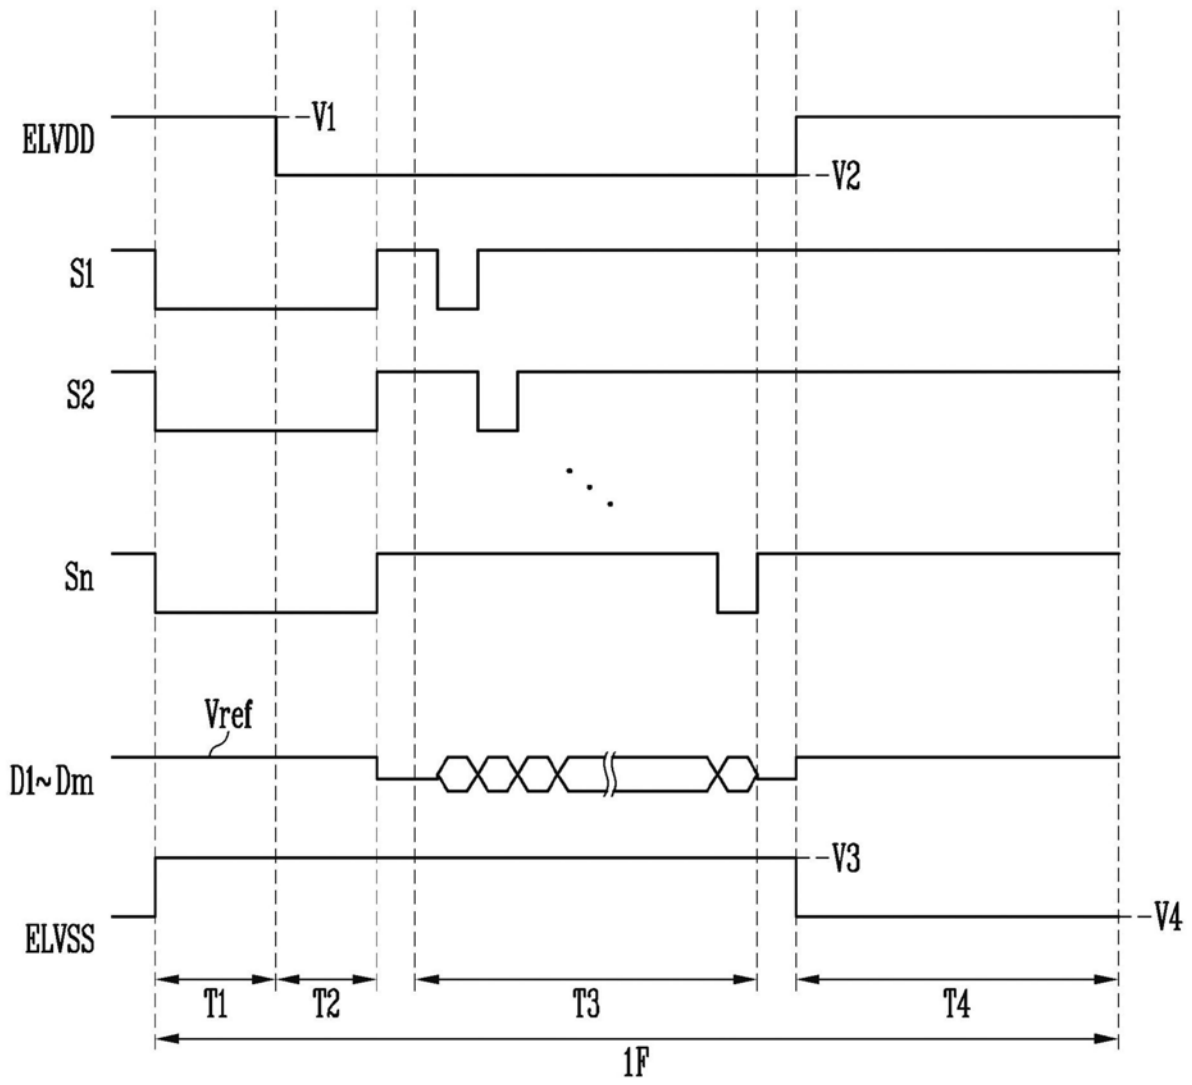 V1
ELVDD
V2
S1
S2
Sn
Vref
D1~Dm
V3
V4
ELVSS
T1 T2 T3 T4
1F